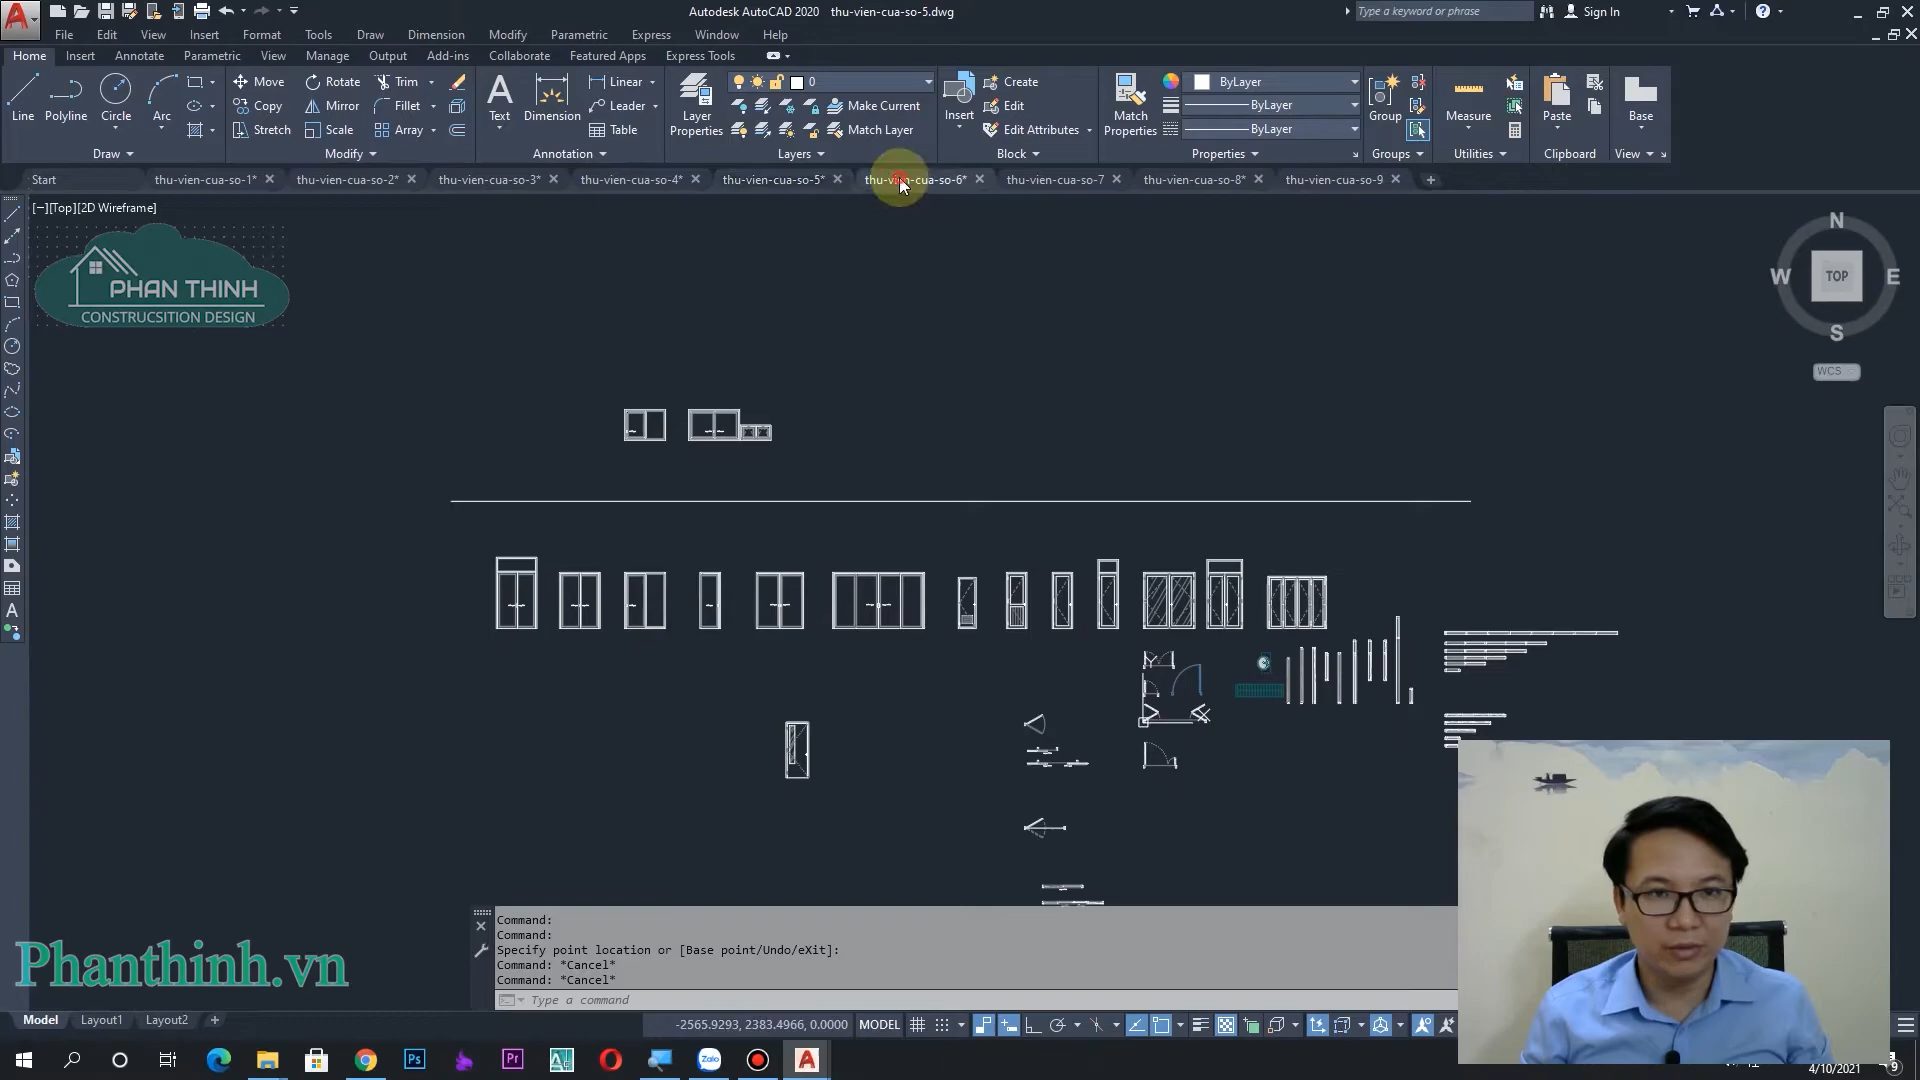 Autodesk AutoCAD 2020 thu-vien-cua-so-5.dwg
Type a keyword or phrase
Sign In
File Edit View Insert Format Tools Draw Dimension Modify Parametric Express Window Help
Home Insert Annotate Parametric View Manage Output Add-ins Collaborate Featured Apps Express Tools
Line Polyline Circle Arc
Move Rotate Trim
Copy Mirror Fillet
Stretch Scale Array
Text Dimension
Linear
Leader
Table
Layer Properties
0
Make Current
Match Layer
Insert
Create
Edit
Edit Attributes
Match Properties
ByLayer
ByLayer
ByLayer
Group
Measure
Paste
Base
Draw Modify Annotation Layers Block Properties Groups Utilities Clipboard View
Start thu-vien-cua-so-1* thu-vien-cua-so-2* thu-vien-cua-so-3* thu-vien-cua-so-4* thu-vien-cua-so-5* thu-vien-cua-so-6* thu-vien-cua-so-7 thu-vien-cua-so-8* thu-vien-cua-so-9
[−][Top][2D Wireframe]
PHAN THINH
CONSTRUCSITION DESIGN
N
W TOP E
S
WCS
Command:
Command:
Specify point location or [Base point/Undo/eXit]:
Command: *Cancel*
Command: *Cancel*
Type a command
Phanthinh.vn
Model Layout1 Layout2
-2565.9293, 2383.4966, 0.0000 MODEL
Ps Pr Zalo A
4/10/2021
9